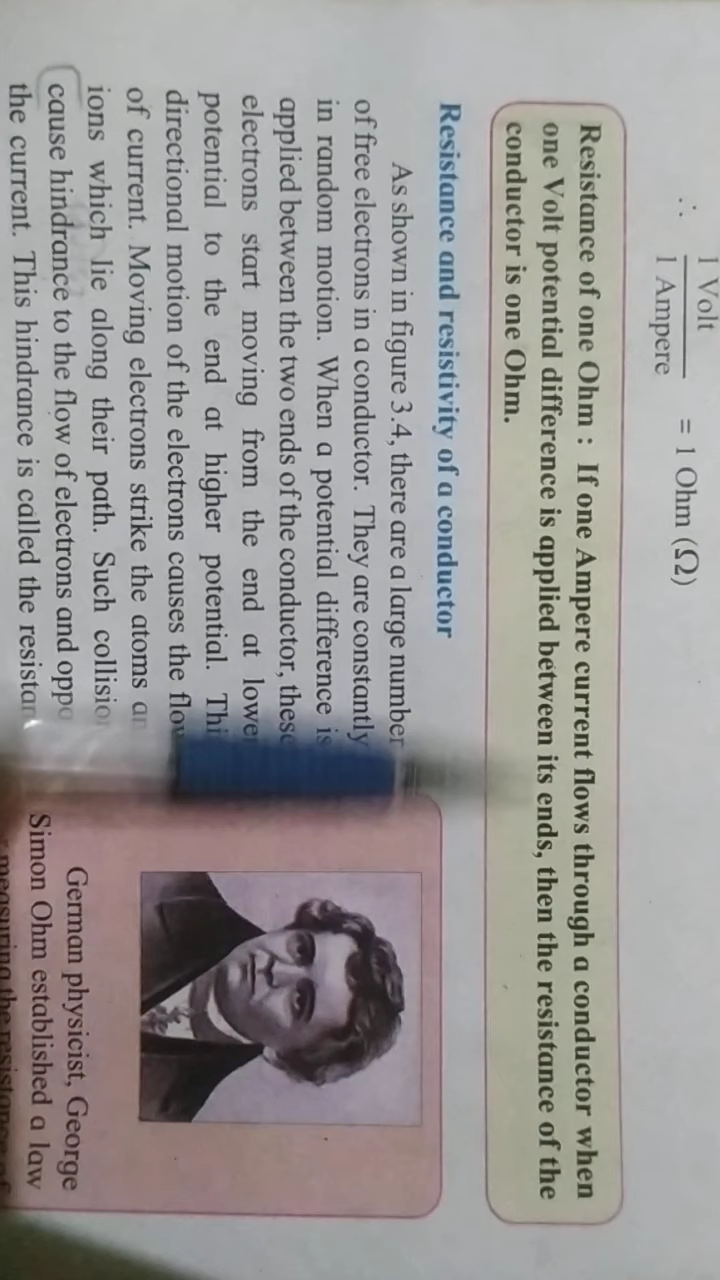 ∴ 1 Volt / 1 Ampere = 1 Ohm (Ω)
Resistance of one Ohm : If one Ampere current flows through a conductor when
one Volt potential difference is applied between its ends, then the resistance of the
conductor is one Ohm.
Resistance and resistivity of a conductor
As shown in figure 3.4, there are a large number
of free electrons in a conductor. They are constantly
in random motion. When a potential difference is
applied between the two ends of the conductor, these
electrons start moving from the end at lower
potential to the end at higher potential.
directional motion of the electrons causes the
of current. Moving electrons strike the atoms
ions which lie along their path. Such
cause hindrance to the flow of electrons and
the current. This hindrance is called the
German physicist, George
Simon Ohm established a law
measuring the resistance of